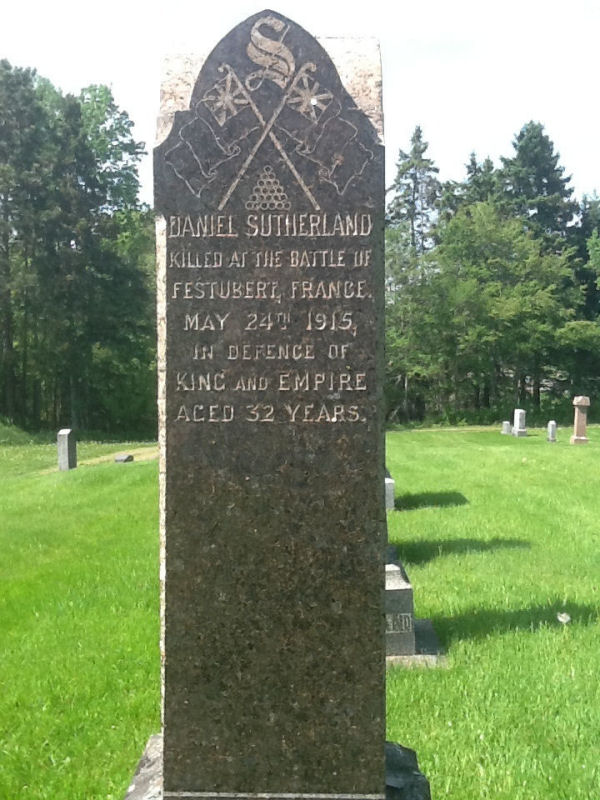 S
DANIEL SUTHERLAND
KILLED AT THE BATTLE OF
FESTUBERT, FRANCE.
MAY 24TH 1915,
IN DEFENCE OF
KING AND EMPIRE
AGED 32 YEARS.